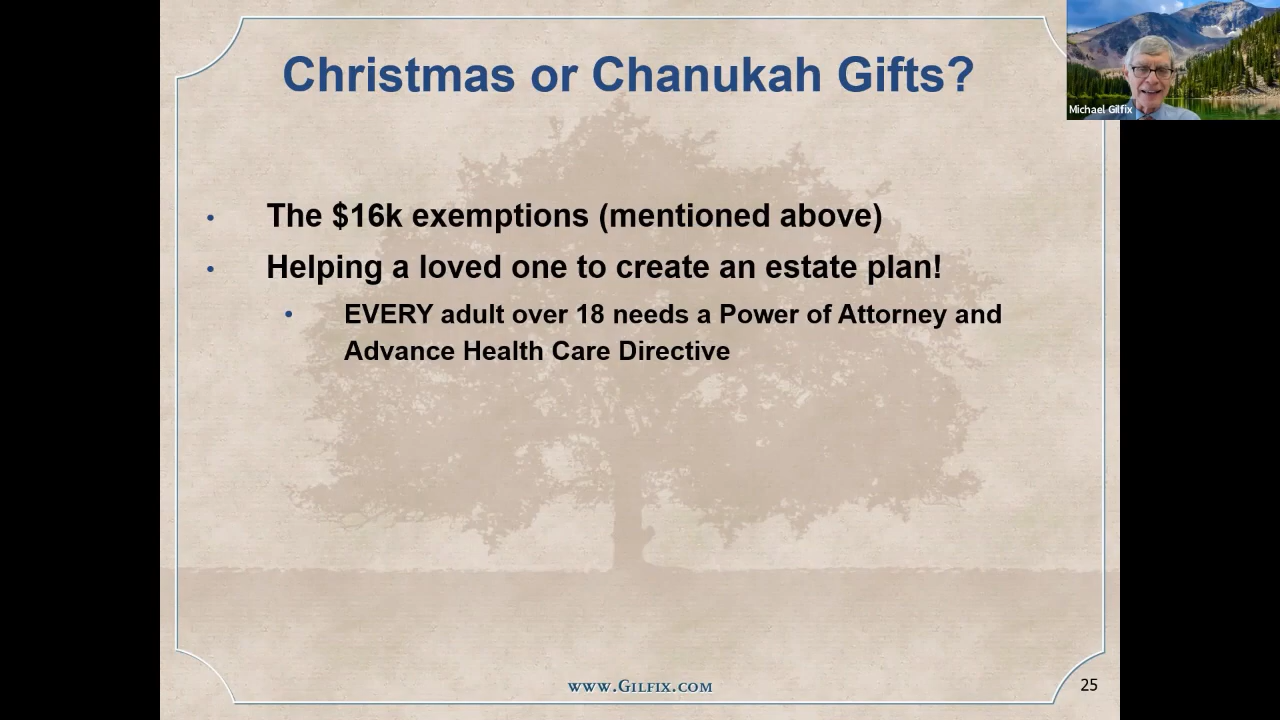 Christmas or Chanukah Gifts?
Michael Gilfix
• The $16k exemptions (mentioned above)
• Helping a loved one to create an estate plan!
• EVERY adult over 18 needs a Power of Attorney and
Advance Health Care Directive
www.Gilfix.com
25